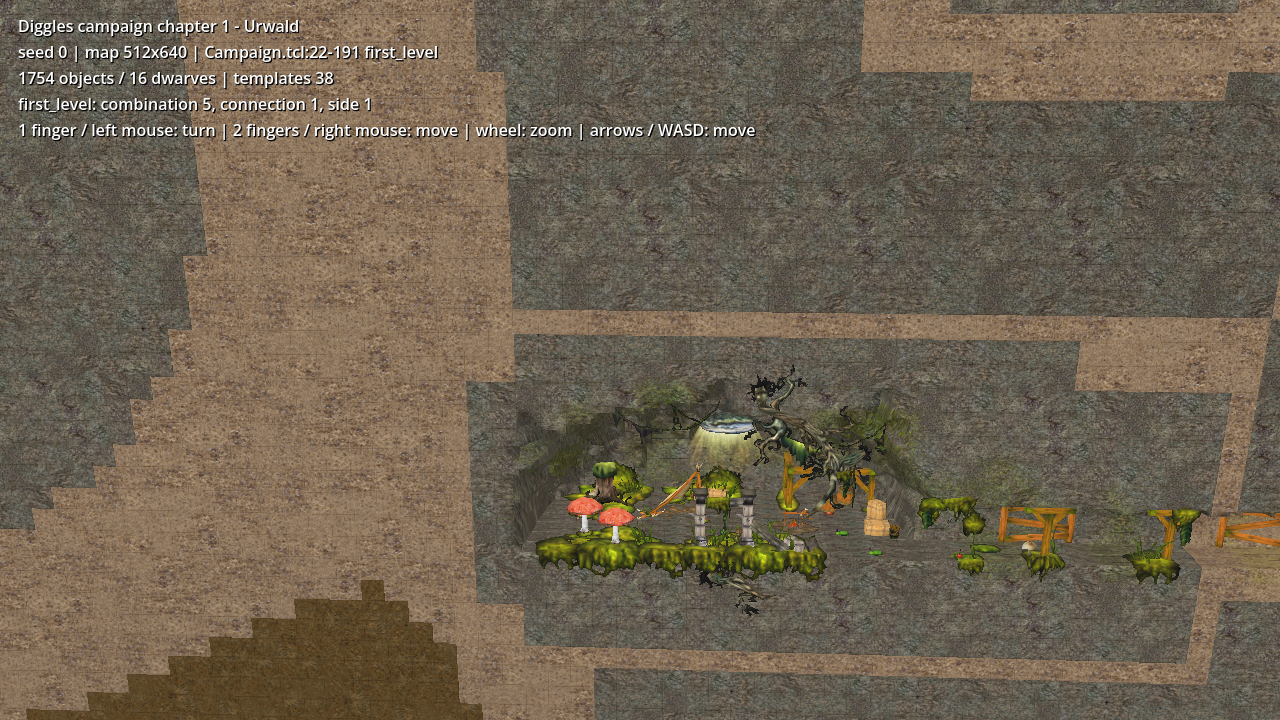 Diggles campaign chapter 1 - Urwald
seed 0 | map 512x640 | Campaign.tcl:22-191 first_level
1754 objects / 16 dwarves | templates 38
first_level: combination 5, connection 1, side 1
1 finger / left mouse: turn | 2 fingers / right mouse: move | wheel: zoom | arrows / WASD: move